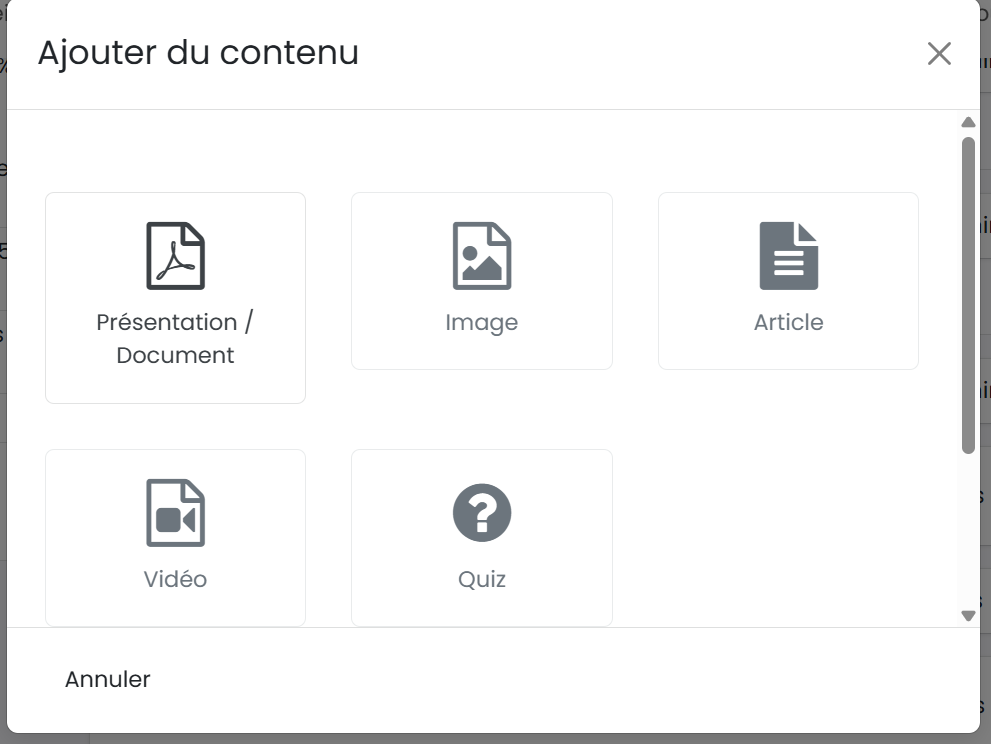 Ajouter du contenu
Présentation /
Document
Image
Article
Vidéo
Quiz
Annuler